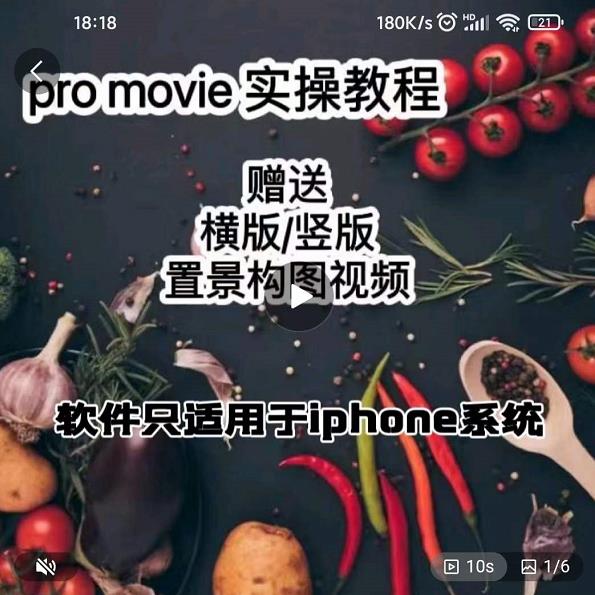 18:18
180K/s HD 21
pro movie 实操教程
赠送
横版/竖版
置景构图视频
软件只适用于iphone系统
10s
1/6